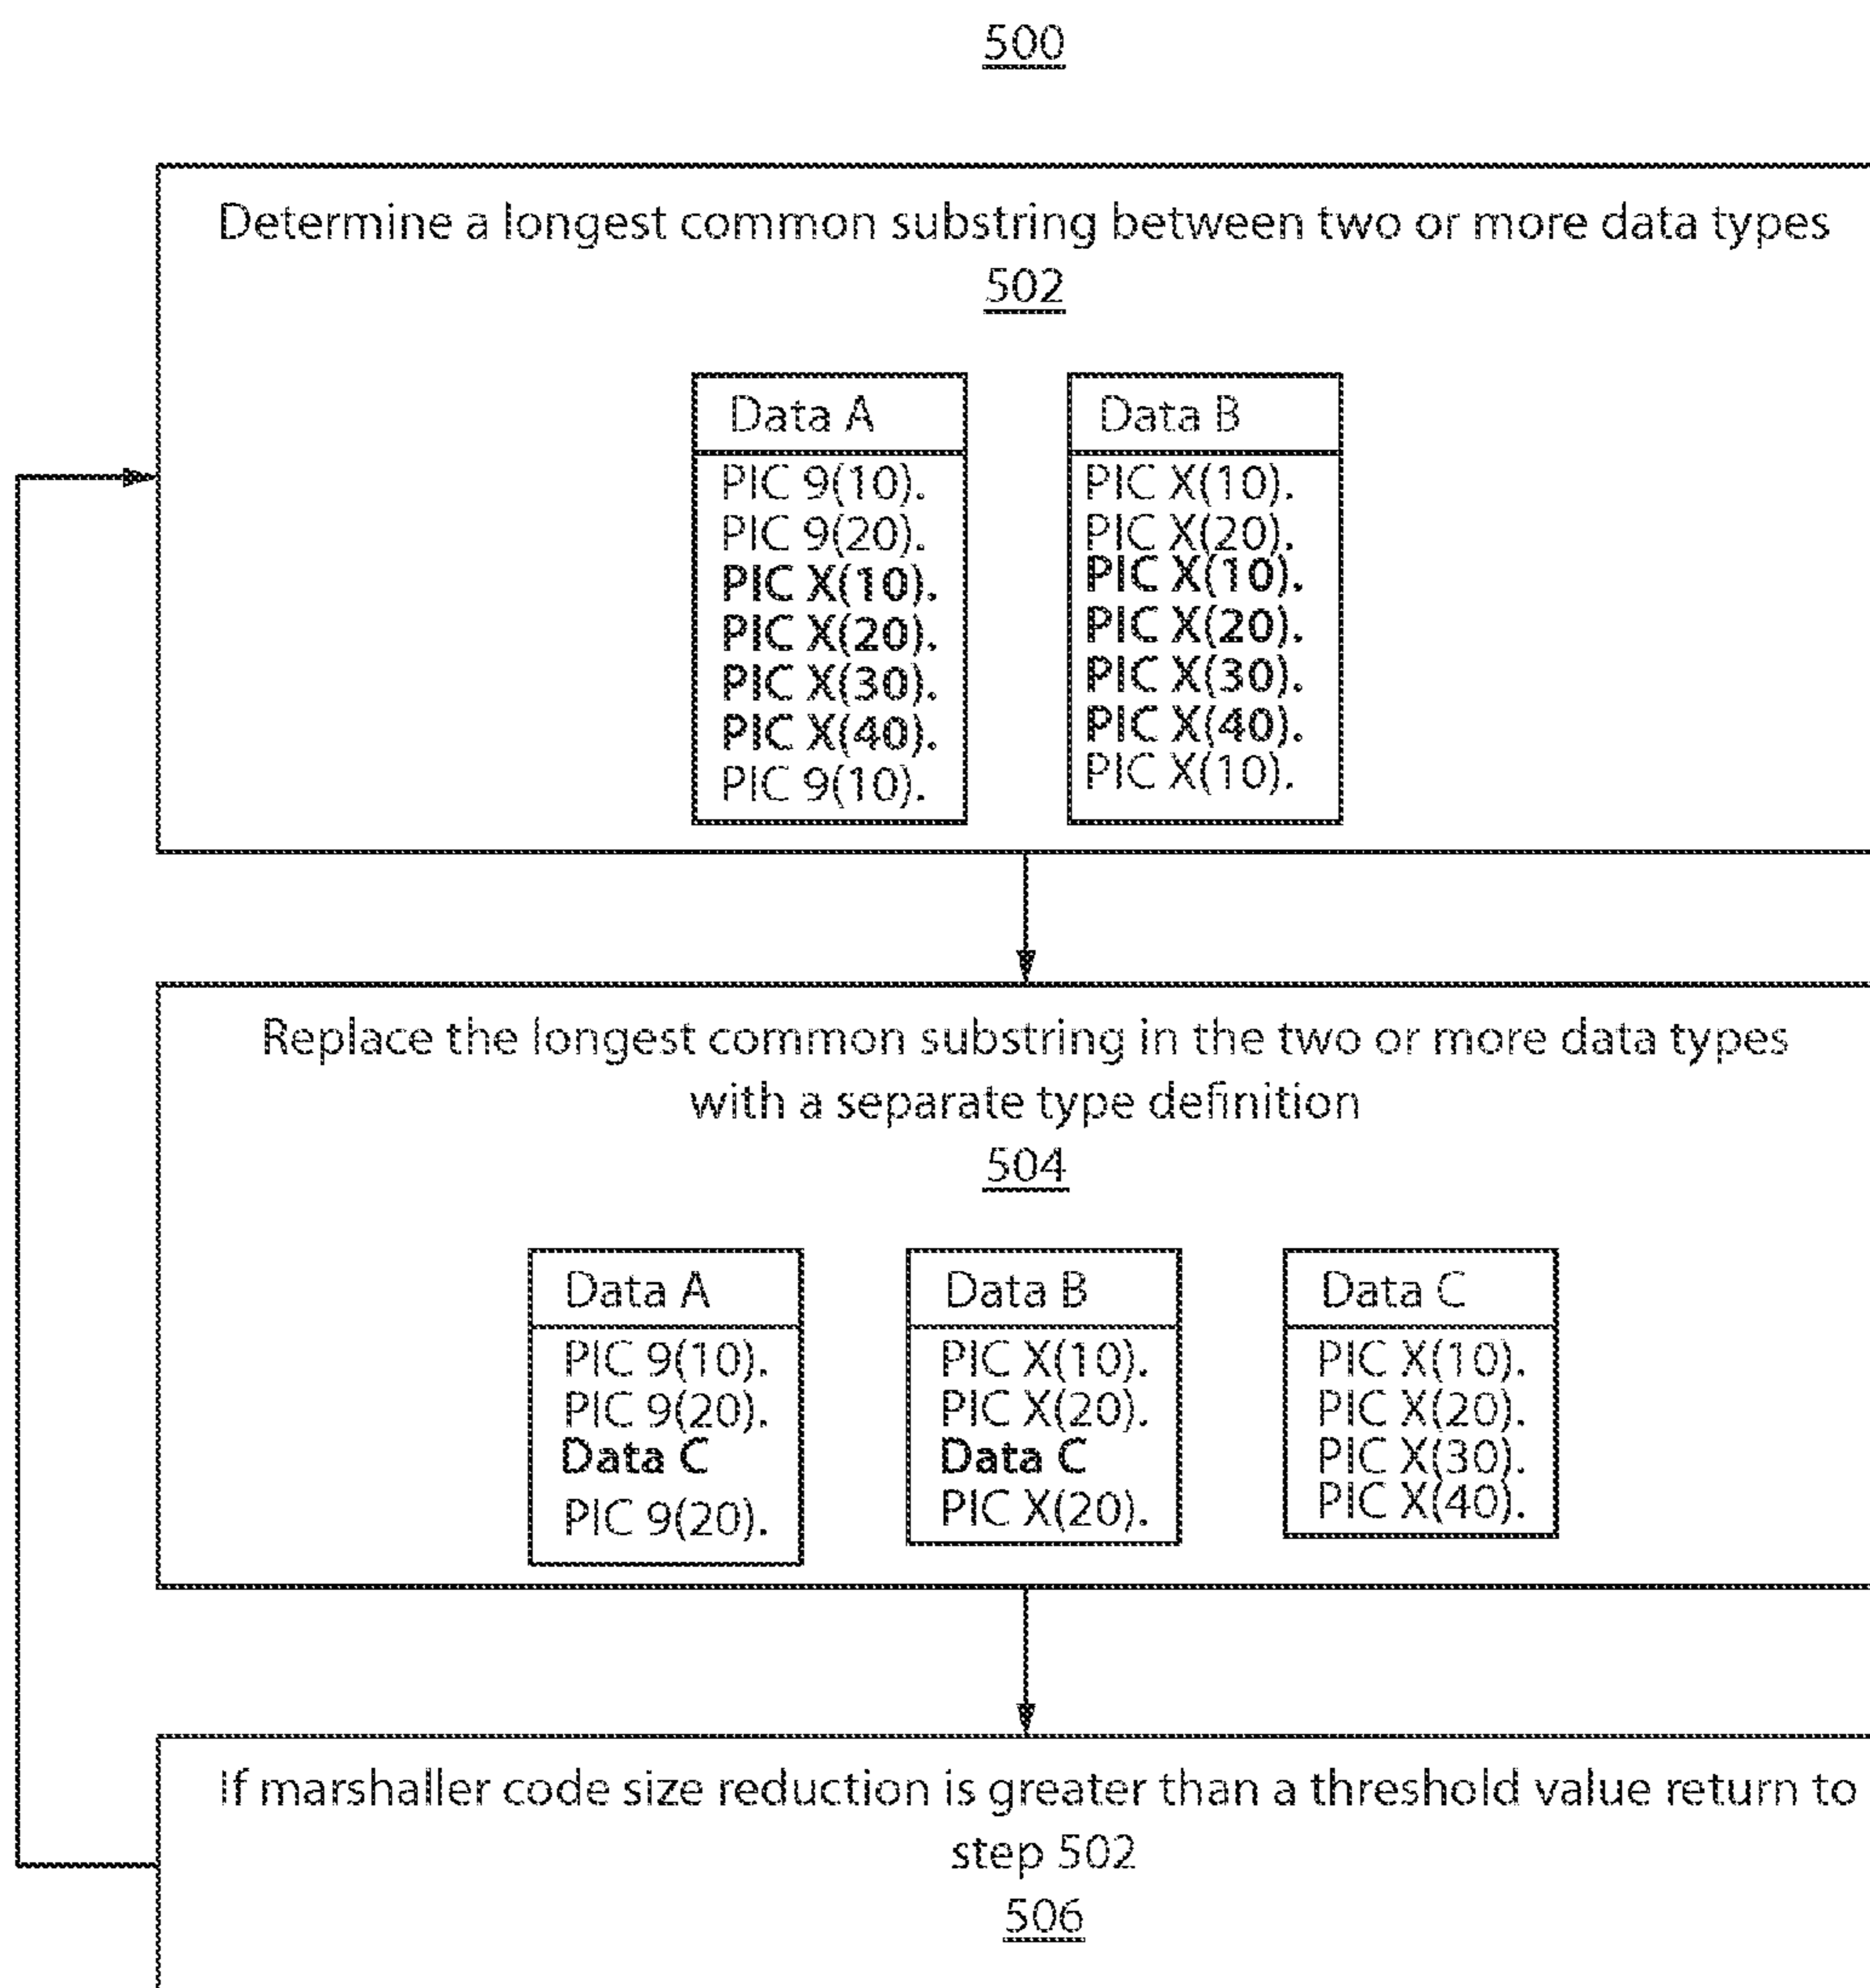 500
Determine a longest common substring between two or more data types
502
Data A
PIC 9(10).
PIC 9(20).
PIC X(10).
PIC X(20).
PIC X(30).
PIC X(40).
PIC 9(10).
Data B
PIC X(10).
PIC X(20).
PIC X(10).
PIC X(20).
PIC X(30).
PIC X(40).
PIC X(10).
Replace the longest common substring in the two or more data types
with a separate type definition
504
Data A
PIC 9(10).
PIC 9(20).
Data C
PIC 9(20).
Data B
PIC X(10).
PIC X(20).
Data C
PIC X(20).
Data C
PIC X(10).
PIC X(20).
PIC X(30).
PIC X(40).
If marshaller code size reduction is greater than a threshold value return to
step 502
506